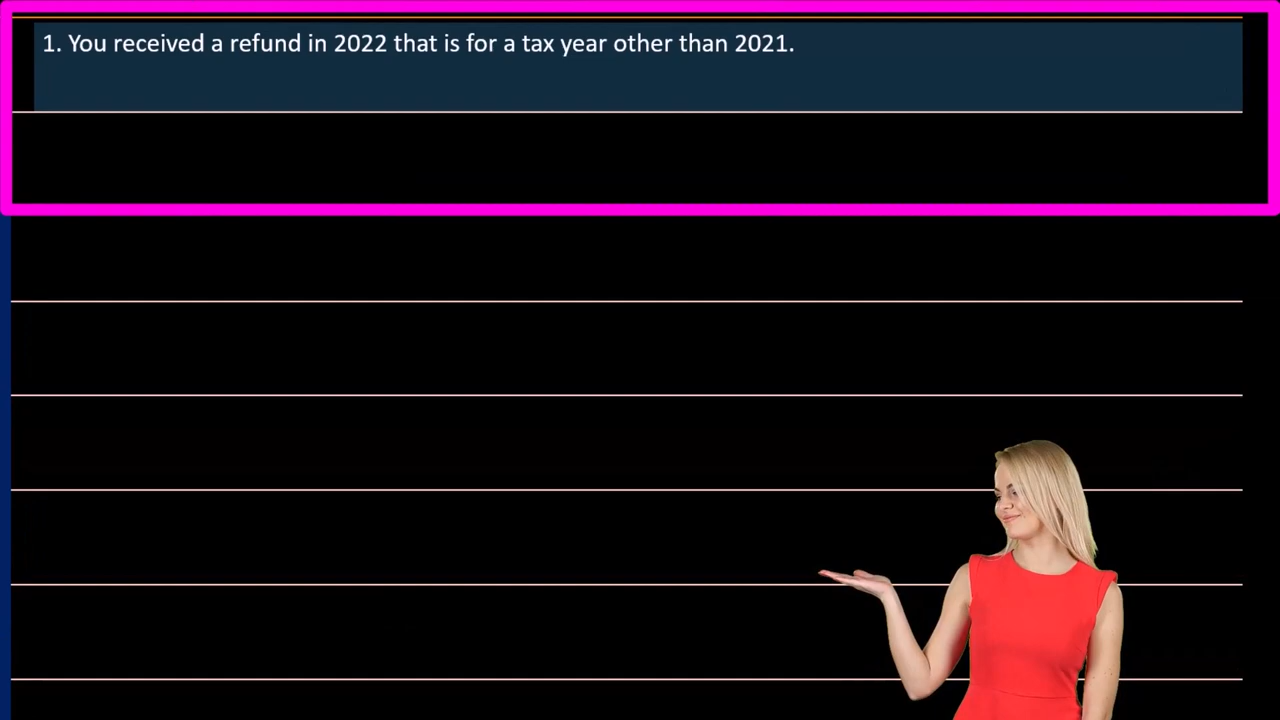 1. You received a refund in 2022 that is for a tax year other than 2021.